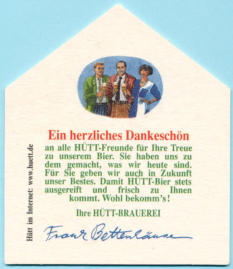 Ein herzliches Dankeschön
an alle HÜTT-Freunde für Ihre Treue
zu unserem Bier. Sie haben uns zu
dem gemacht, was wir heute sind.
Für Sie geben wir auch in Zukunft
unser Bestes. Damit HÜTT-Bier stets
ausgereift und frisch zu Ihnen
kommt. Wohl bekomm's!
Ihre HÜTT-BRAUEREI
Frank Bettenhäuser
Hütt im Internet: www.huett.de